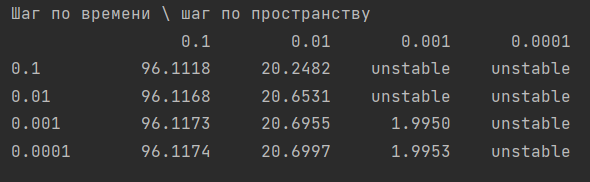 Шаг по времени \ шаг по пространству
0.1 0.01 0.001 0.0001
0.1 96.1118 20.2482 unstable unstable
0.01 96.1168 20.6531 unstable unstable
0.001 96.1173 20.6955 1.9950 unstable
0.0001 96.1174 20.6997 1.9953 unstable